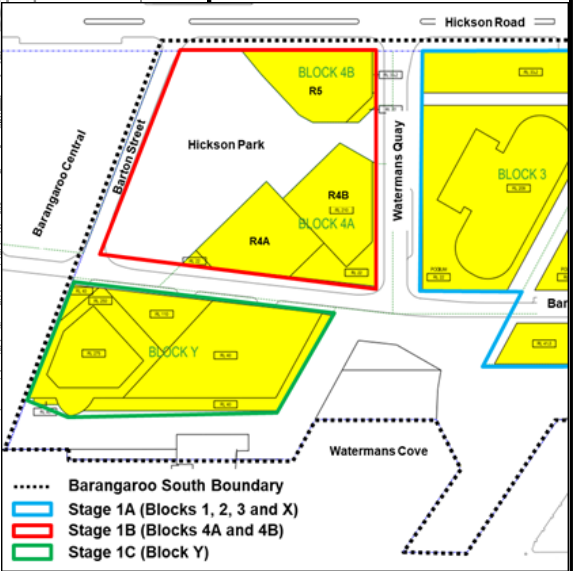 Hickson Road
BLOCK 4B
R5
Hickson Park
Barton Street
Barangaroo Central
Watermans Quay
BLOCK 3
R4B
BLOCK 4A
R4A
Bar
BLOCK Y
Watermans Cove
Barangaroo South Boundary
Stage 1A (Blocks 1, 2, 3 and X)
Stage 1B (Blocks 4A and 4B)
Stage 1C (Block Y)